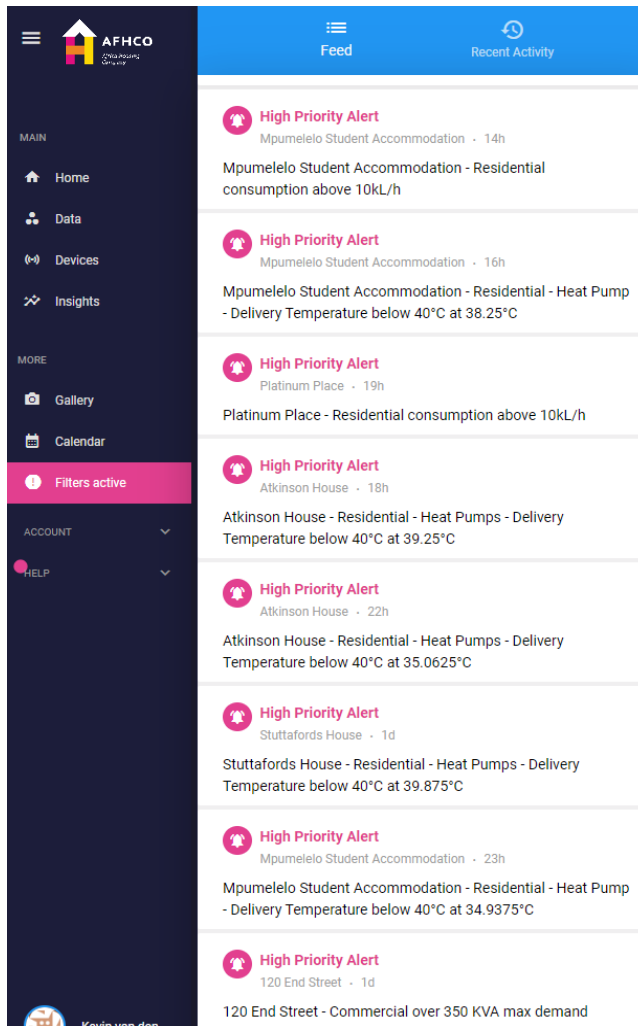 AFHCO
Africa Housing
Company
MAIN
Home
Data
Devices
Insights
MORE
Gallery
Calendar
Filters active
ACCOUNT
HELP
Kevin van den
Feed
Recent Activity
High Priority Alert
Mpumelelo Student Accommodation · 14h
Mpumelelo Student Accommodation - Residential
consumption above 10kL/h
High Priority Alert
Mpumelelo Student Accommodation · 16h
Mpumelelo Student Accommodation - Residential - Heat Pump
- Delivery Temperature below 40°C at 38.25°C
High Priority Alert
Platinum Place · 19h
Platinum Place - Residential consumption above 10kL/h
High Priority Alert
Atkinson House · 18h
Atkinson House - Residential - Heat Pumps - Delivery
Temperature below 40°C at 39.25°C
High Priority Alert
Atkinson House · 22h
Atkinson House - Residential - Heat Pumps - Delivery
Temperature below 40°C at 35.0625°C
High Priority Alert
Stuttafords House · 1d
Stuttafords House - Residential - Heat Pumps - Delivery
Temperature below 40°C at 39.875°C
High Priority Alert
Mpumelelo Student Accommodation · 23h
Mpumelelo Student Accommodation - Residential - Heat Pump
- Delivery Temperature below 40°C at 34.9375°C
High Priority Alert
120 End Street · 1d
120 End Street - Commercial over 350 KVA max demand